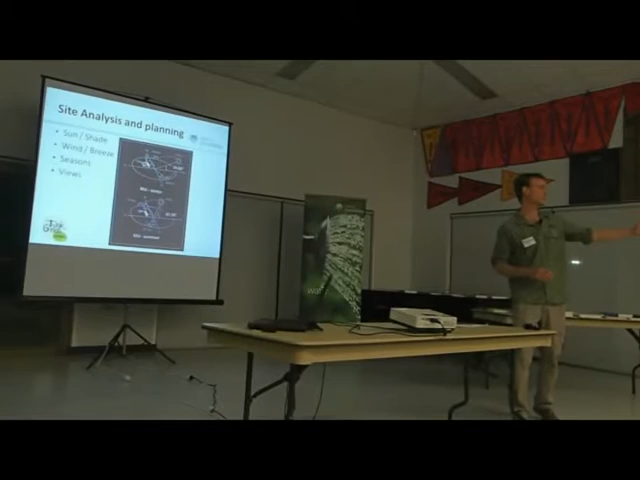 Site Analysis and planning
• Sun / Shade
• Wind / Breeze
• Seasons
• Views